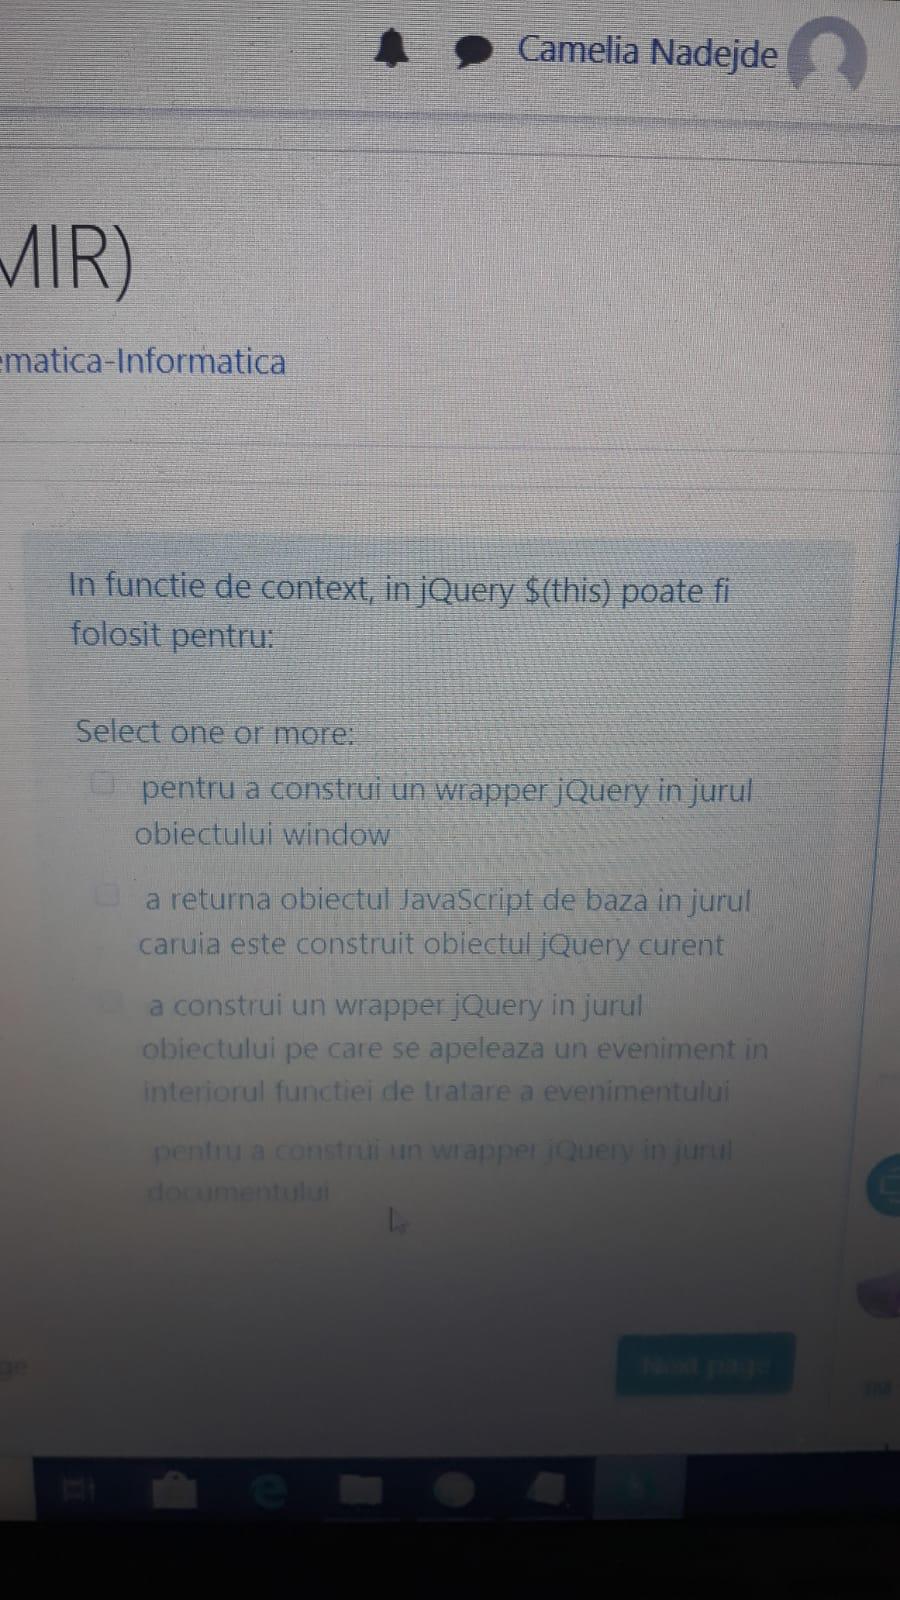 Camelia Nadejde
MIR)
ematica-Informatica
In functie de context, in jQuery $(this) poate fi
folosit pentru:
Select one or more:
pentru a construi un wrapper jQuery in jurul
obiectului window
a returna obiectul JavaScript de baza in jurul
caruia este construit obiectul jQuery curent
a construi un wrapper jQuery in jurul
obiectului pe care se apeleaza un eveniment in
interiorul functiei de tratare a evenimentului
pentru a construi un wrapper jQuery in jurul
documentului
ge
Next page